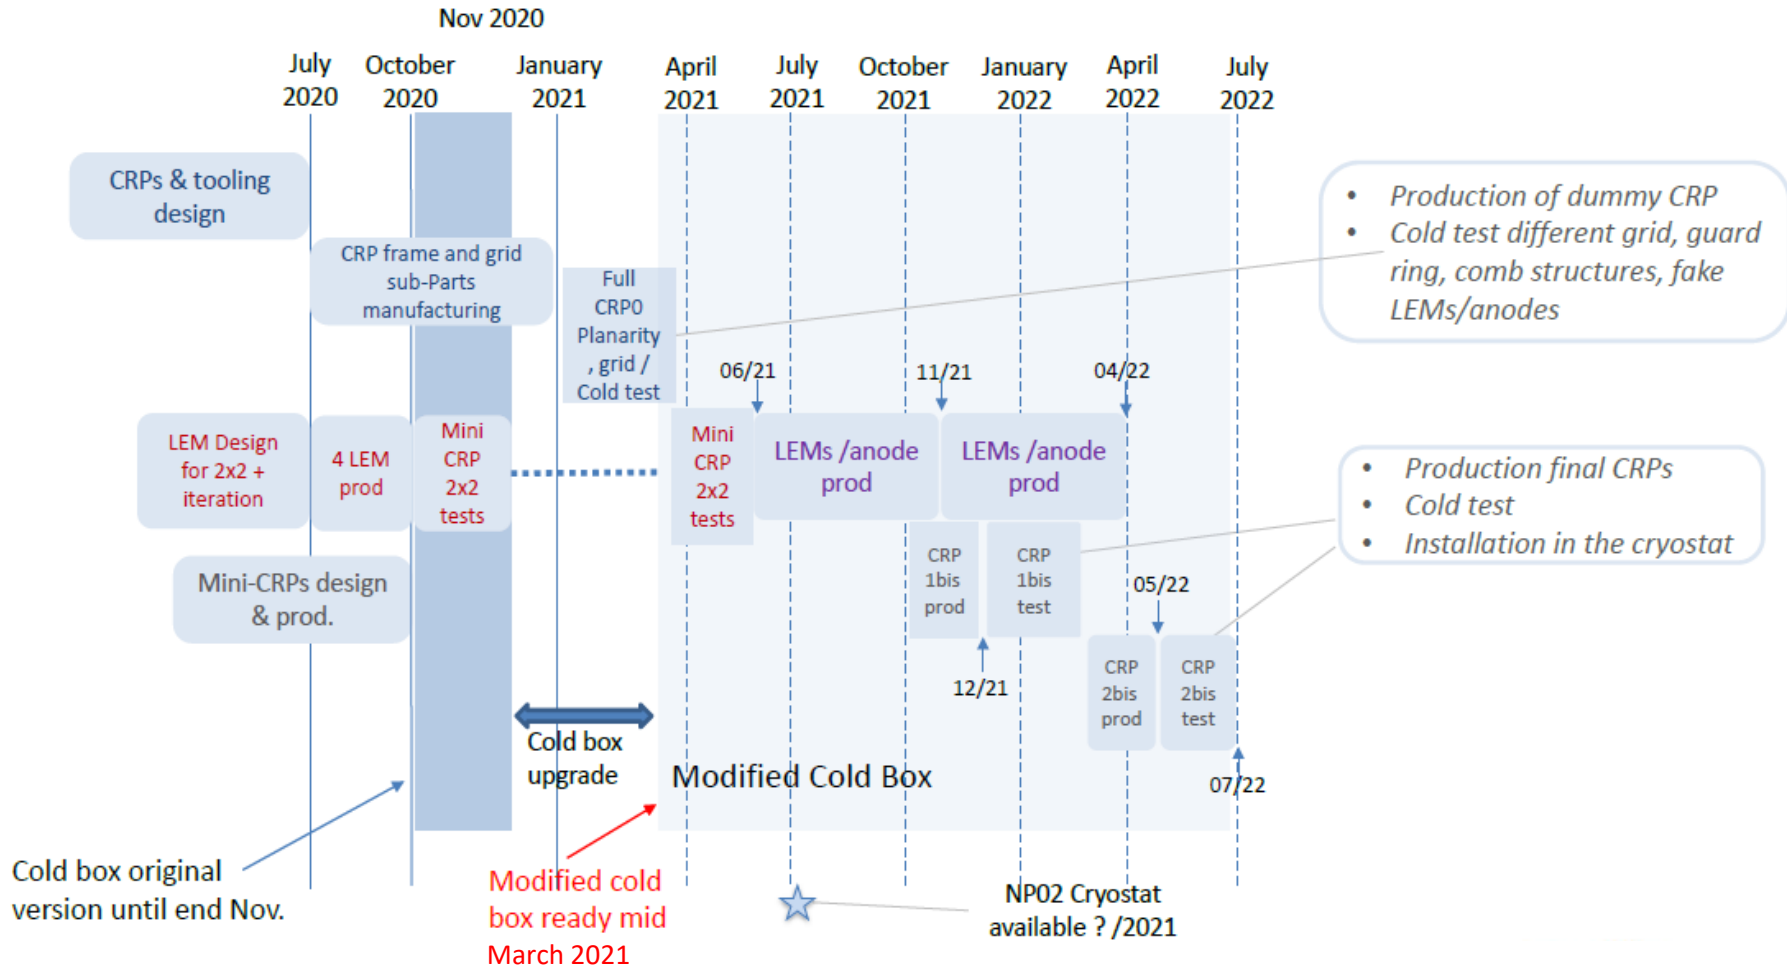 Nov 2020
July
2020
October
2020
January
2021
April
2021
July
2021
October
2021
January
2022
April
2022
July
2022
CRPs & tooling
design
CRP frame and grid
sub-Parts
manufacturing
Full
CRP0
Planarity
, grid /
Cold test
• Production of dummy CRP
• Cold test different grid, guard
ring, comb structures, fake
LEMs/anodes
06/21
11/21
04/22
LEM Design
for 2x2 +
iteration
4 LEM
prod
Mini
CRP
2x2
tests
Mini
CRP
2x2
tests
LEMs /anode
prod
LEMs /anode
prod
• Production final CRPs
• Cold test
• Installation in the cryostat
Mini-CRPs design
& prod.
CRP
1bis
prod
CRP
1bis
test
05/22
12/21
CRP
2bis
prod
CRP
2bis
test
07/22
Cold box
upgrade
Modified Cold Box
Cold box original
version until end Nov.
Modified cold
box ready mid
March 2021
NP02 Cryostat
available ? /2021